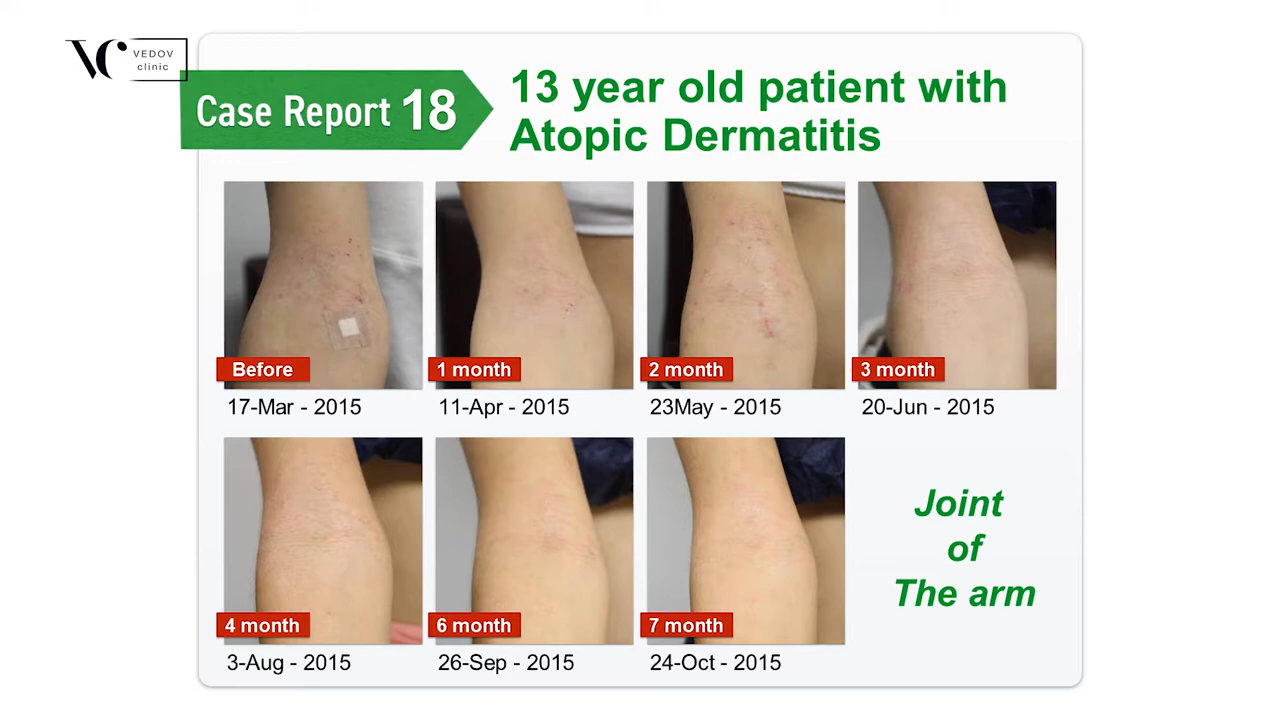 VC
VEDOV
clinic
Case Report 18
13 year old patient with
Atopic Dermatitis
Before
1 month
2 month
3 month
17-Mar - 2015
11-Apr - 2015
23May - 2015
20-Jun - 2015
4 month
6 month
7 month
3-Aug - 2015
26-Sep - 2015
24-Oct - 2015
Joint
of
The arm